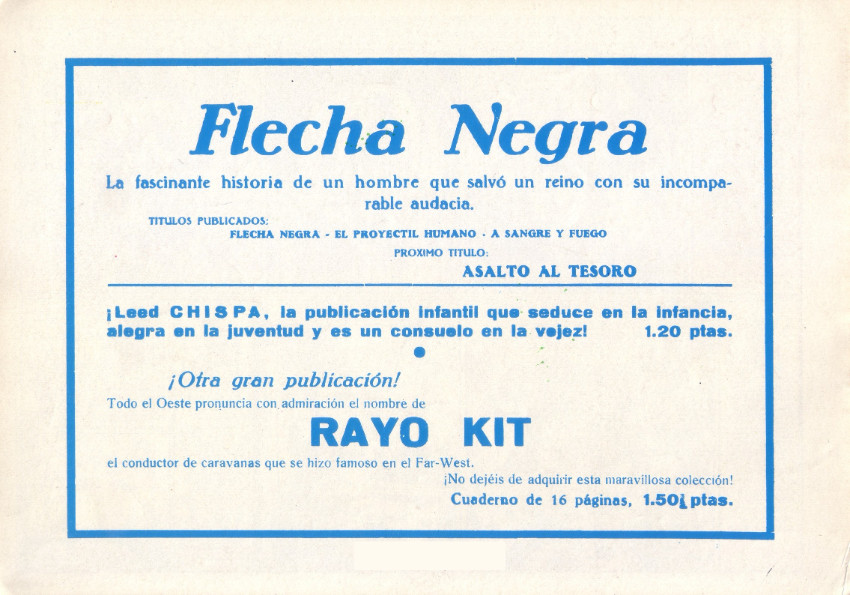 Flecha Negra
La fascinante historia de un hombre que salvó un reino con su incompa-
rable audacia.
TITULOS PUBLICADOS:
FLECHA NEGRA - EL PROYECTIL HUMANO - A SANGRE Y FUEGO
PROXIMO TITULO:
ASALTO AL TESORO
¡Leed CHISPA, la publicación infantil que seduce en la infancia,
alegra en la juventud y es un consuelo en la vejez! 1.20 ptas.
¡Otra gran publicación!
Todo el Oeste pronuncia con admiración el nombre de
RAYO KIT
el conductor de caravanas que se hizo famoso en el Far-West.
¡No dejéis de adquirir esta maravillosa colección!
Cuaderno de 16 páginas, 1.50¡ptas.